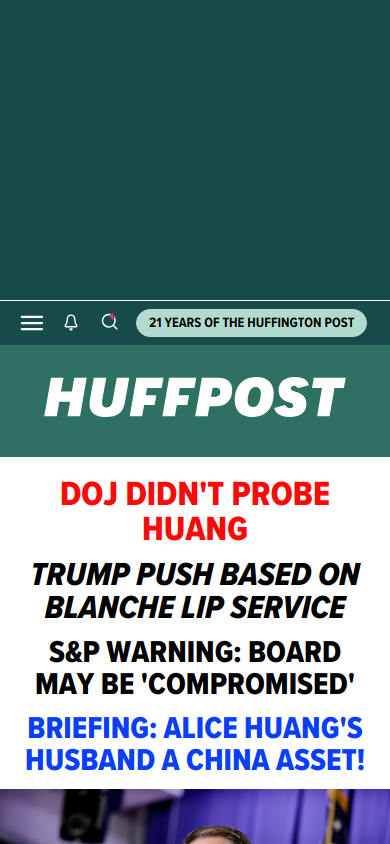 21 YEARS OF THE HUFFINGTON POST
HUFFPOST
DOJ DIDN'T PROBE
HUANG
TRUMP PUSH BASED ON
BLANCHE LIP SERVICE
S&P WARNING: BOARD
MAY BE 'COMPROMISED'
BRIEFING: ALICE HUANG'S
HUSBAND A CHINA ASSET!